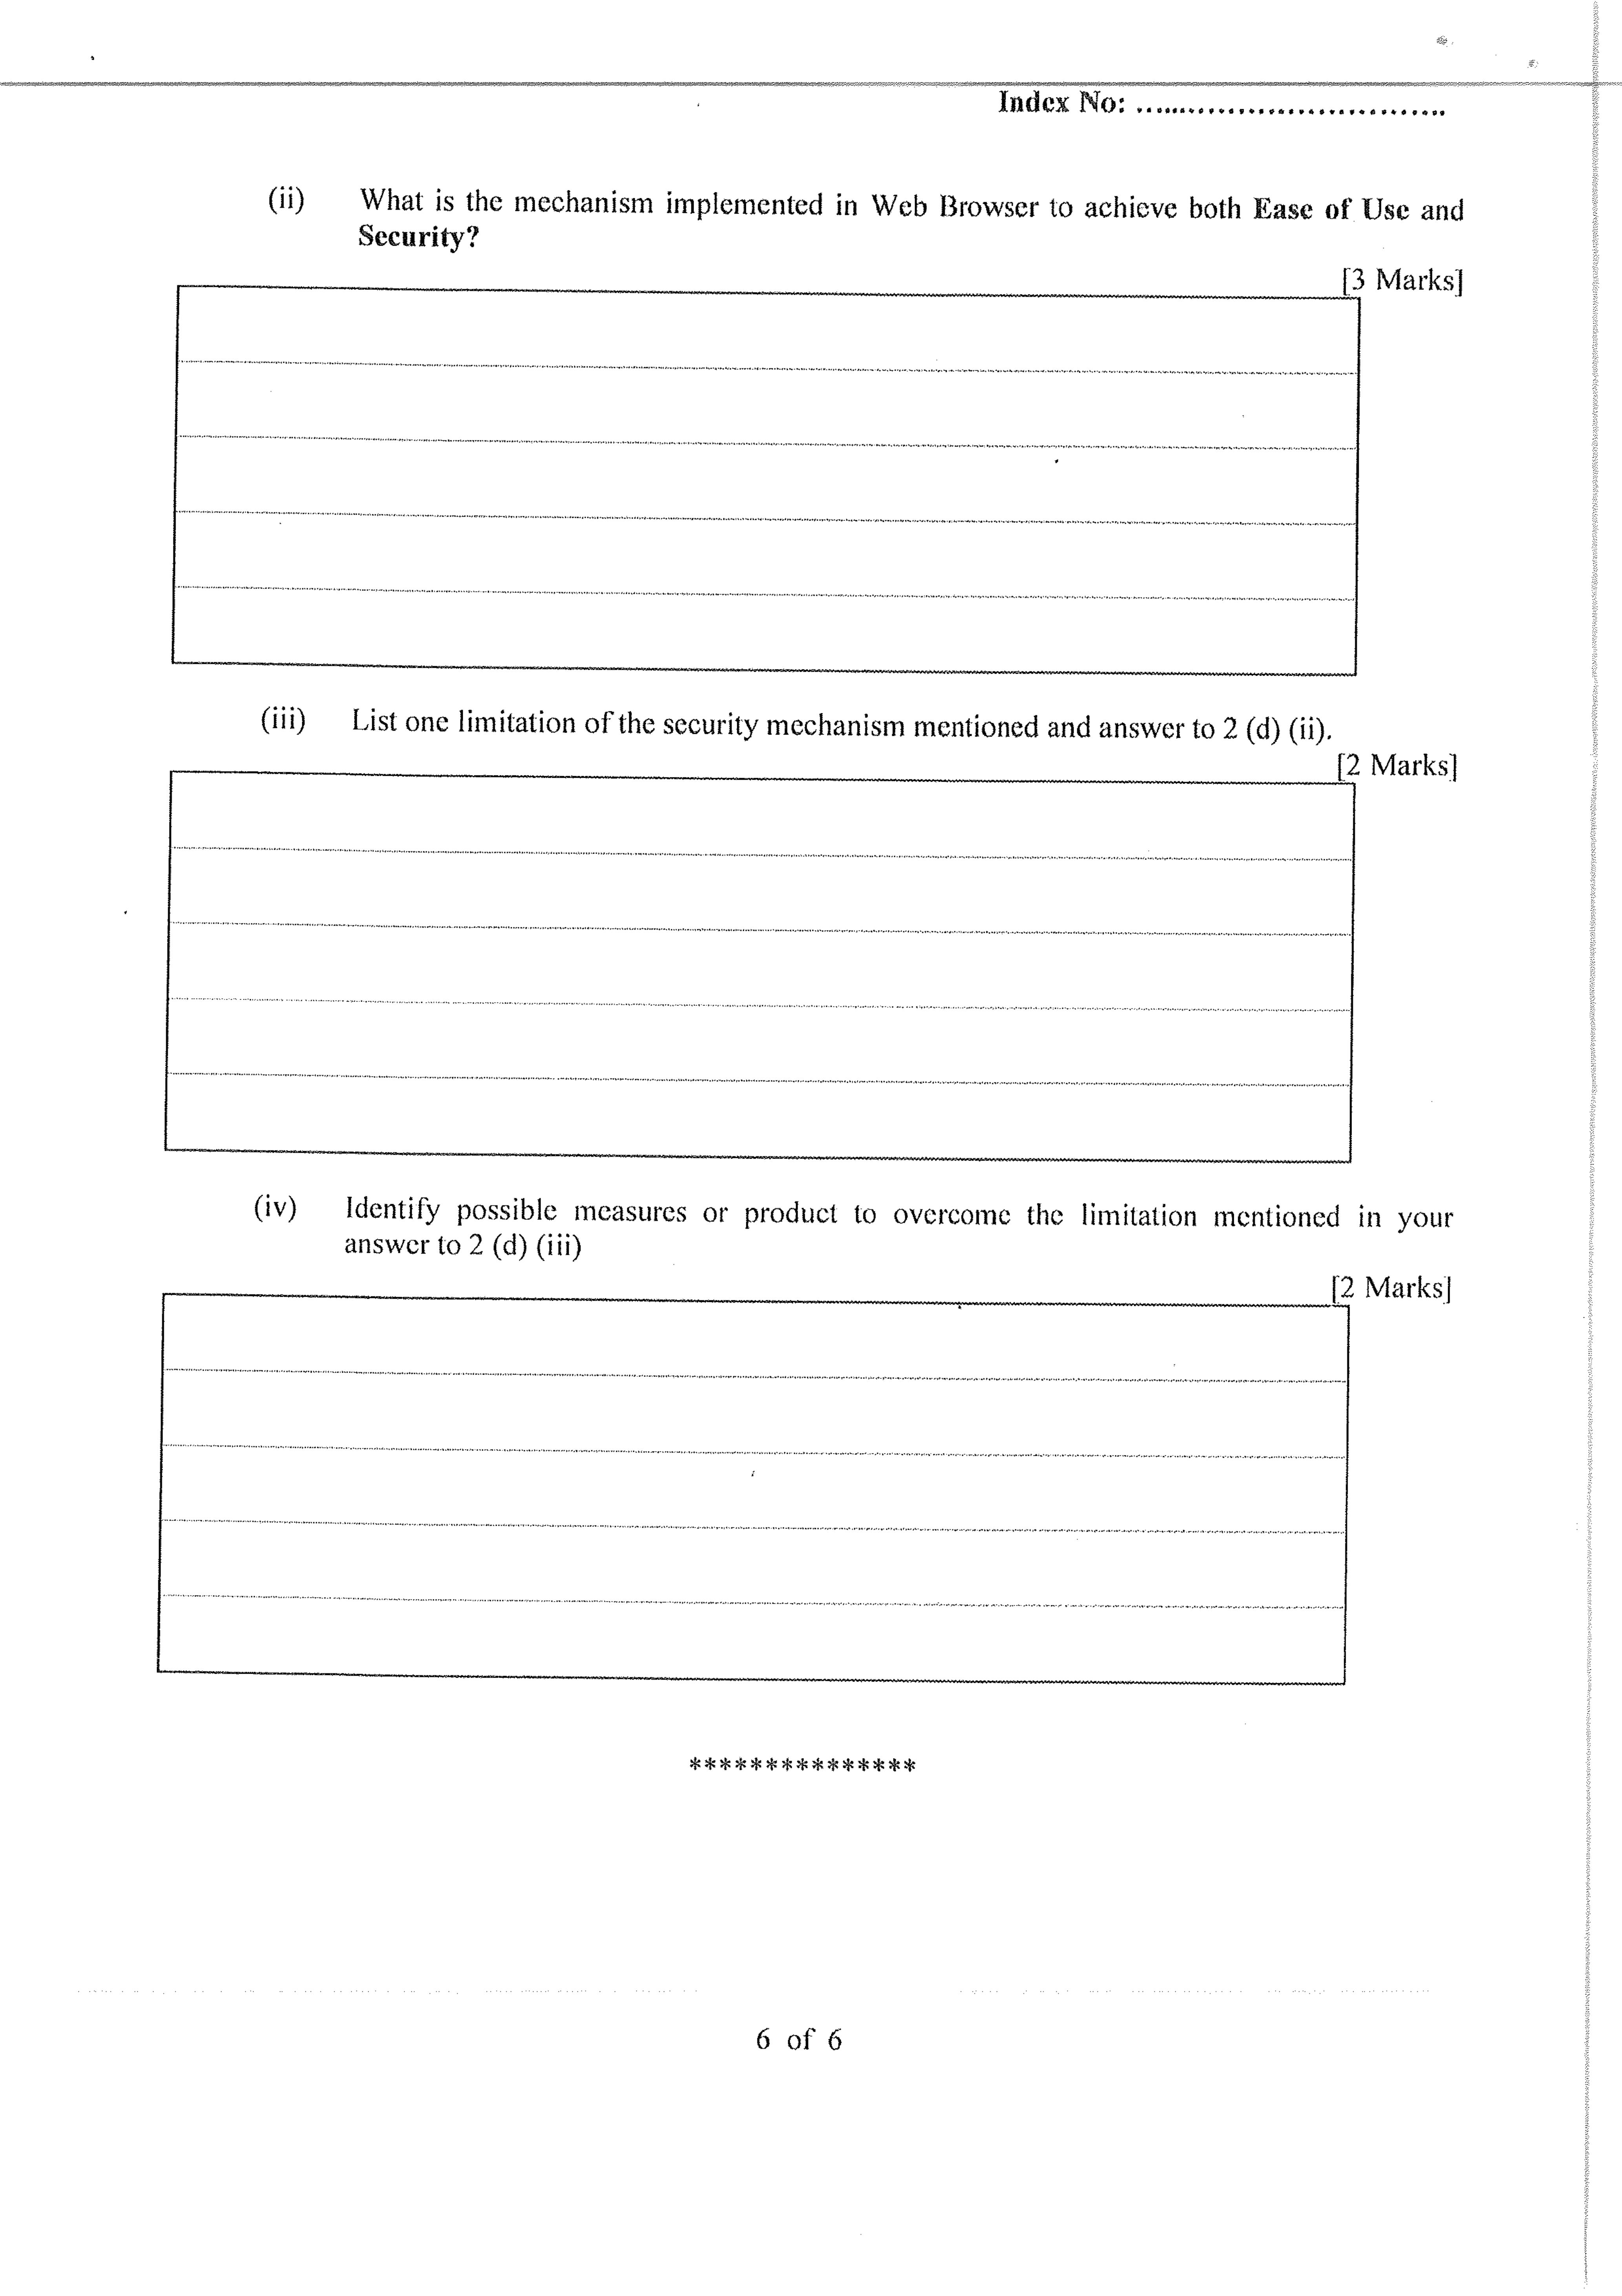 Index No: ................................
(ii) What is the mechanism implemented in Web Browser to achieve both Ease of Use and
Security?
[3 Marks]
(iii) List one limitation of the security mechanism mentioned and answer to 2 (d) (ii).
[2 Marks]
(iv) Identify possible measures or product to overcome the limitation mentioned in your
answer to 2 (d) (iii)
[2 Marks]
***************
6 of 6